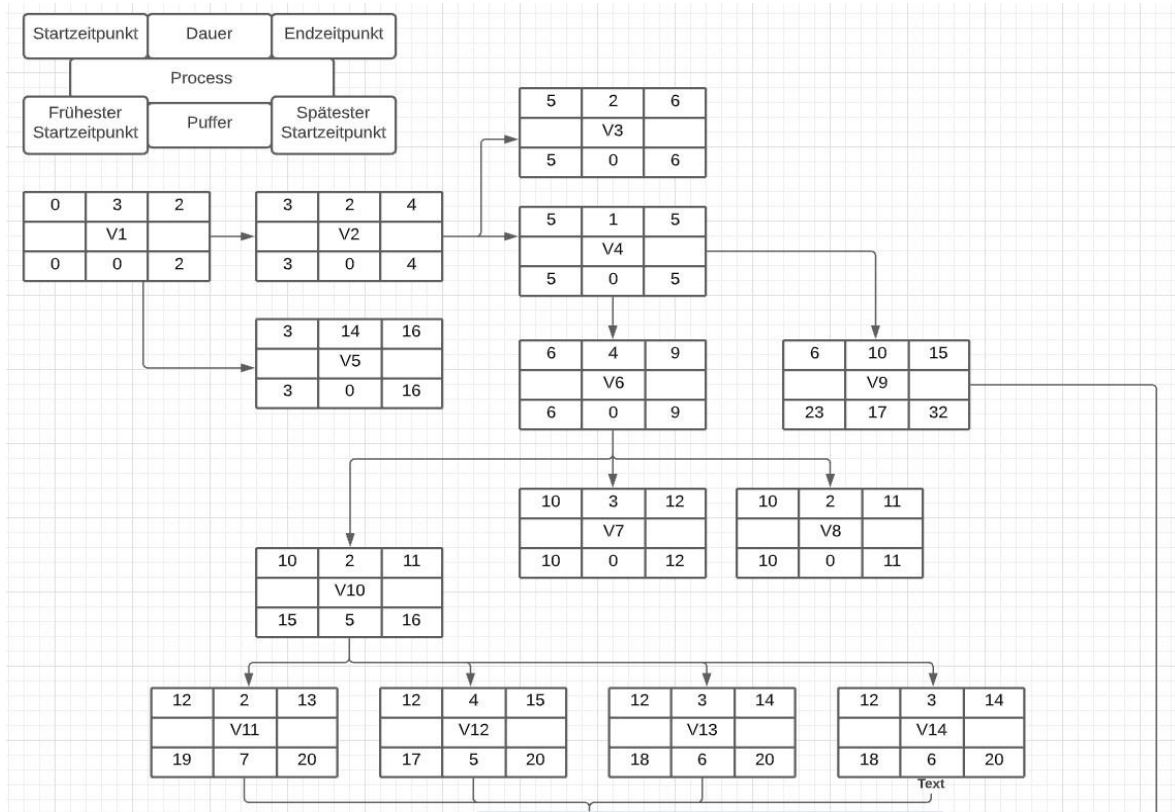 Startzeitpunkt Dauer Endzeitpunkt
Process
Frühester
Startzeitpunkt
Puffer
Spätester
Startzeitpunkt
5 2 6
V3
5 0 6
0 3 2
V1
0 0 2
3 2 4
V2
3 0 4
5 1 5
V4
5 0 5
3 14 16
V5
3 0 16
6 4 9
V6
6 0 9
6 10 15
V9
23 17 32
10 3 12
V7
10 0 12
10 2 11
V8
10 0 11
10 2 11
V10
15 5 16
12 2 13
V11
19 7 20
12 4 15
V12
17 5 20
12 3 14
V13
18 6 20
12 3 14
V14
18 6 20
Text